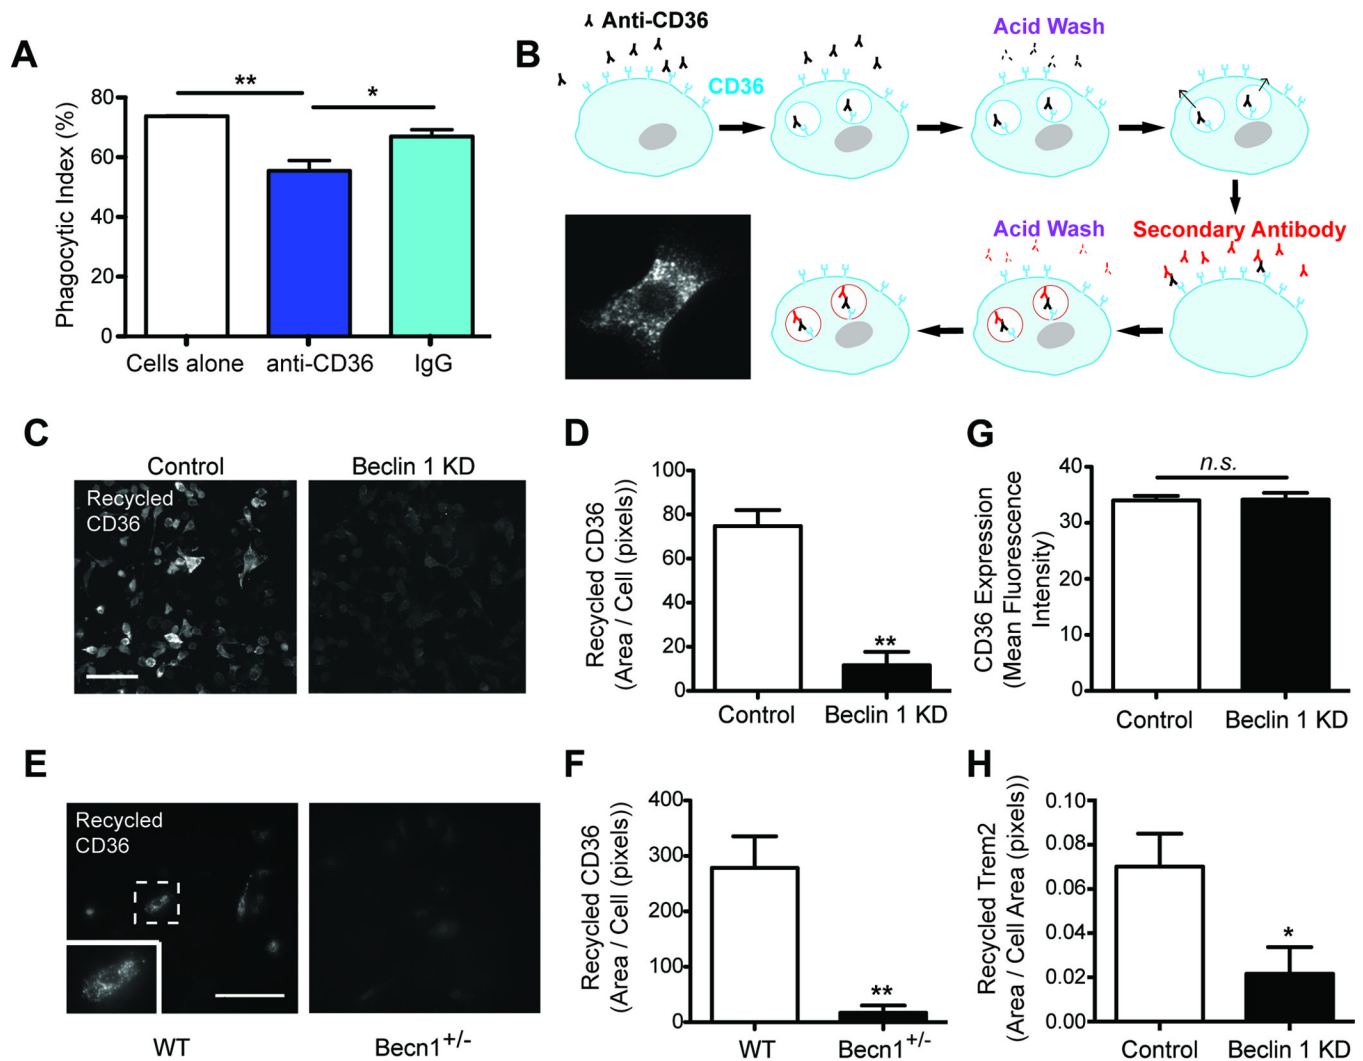 A
Phagocytic Index (%)
80
60
40
20
0
**
*
Cells alone
anti-CD36
IgG
B
Anti-CD36
CD36
Acid Wash
Secondary Antibody
Acid Wash
C
Control
Beclin 1 KD
Recycled
CD36
D
Recycled CD36
(Area / Cell (pixels))
100
80
60
40
20
0
**
Control
Beclin 1 KD
G
CD36 Expression
(Mean Fluorescence
Intensity)
40
30
20
10
0
n.s.
Control
Beclin 1 KD
E
Recycled
CD36
WT
Becn1+/-
F
Recycled CD36
(Area / Cell (pixels))
400
300
200
100
0
**
WT
Becn1+/-
H
Recycled Trem2
(Area / Cell Area (pixels))
0.10
0.08
0.06
0.04
0.02
0.00
*
Control
Beclin 1 KD